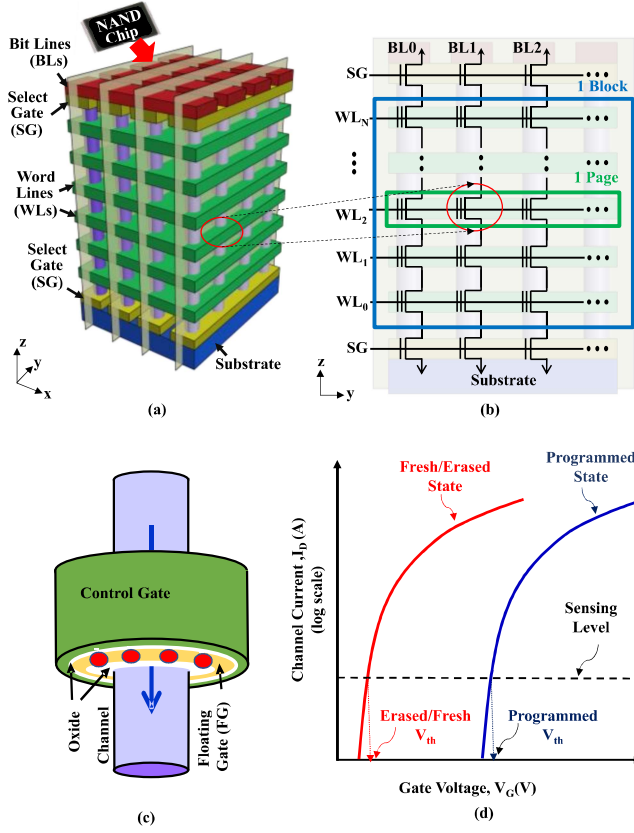 NAND
Chip
Bit Lines
(BLs)
Select
Gate
(SG)
Word
Lines
(WLs)
Select
Gate
(SG)
Substrate
z
y
x
(a)
BL0 BL1 BL2
SG
1 Block
WLN
1 Page
WL2
WL1
WL0
SG
Substrate
z
y
(b)
Control Gate
Oxide
Channel
Floating
Gate (FG)
(c)
Fresh/Erased
State
Programmed
State
Channel Current ,ID (A)
(log scale)
Sensing
Level
Erased/Fresh
Vth
Programmed
Vth
Gate Voltage, VG(V)
(d)